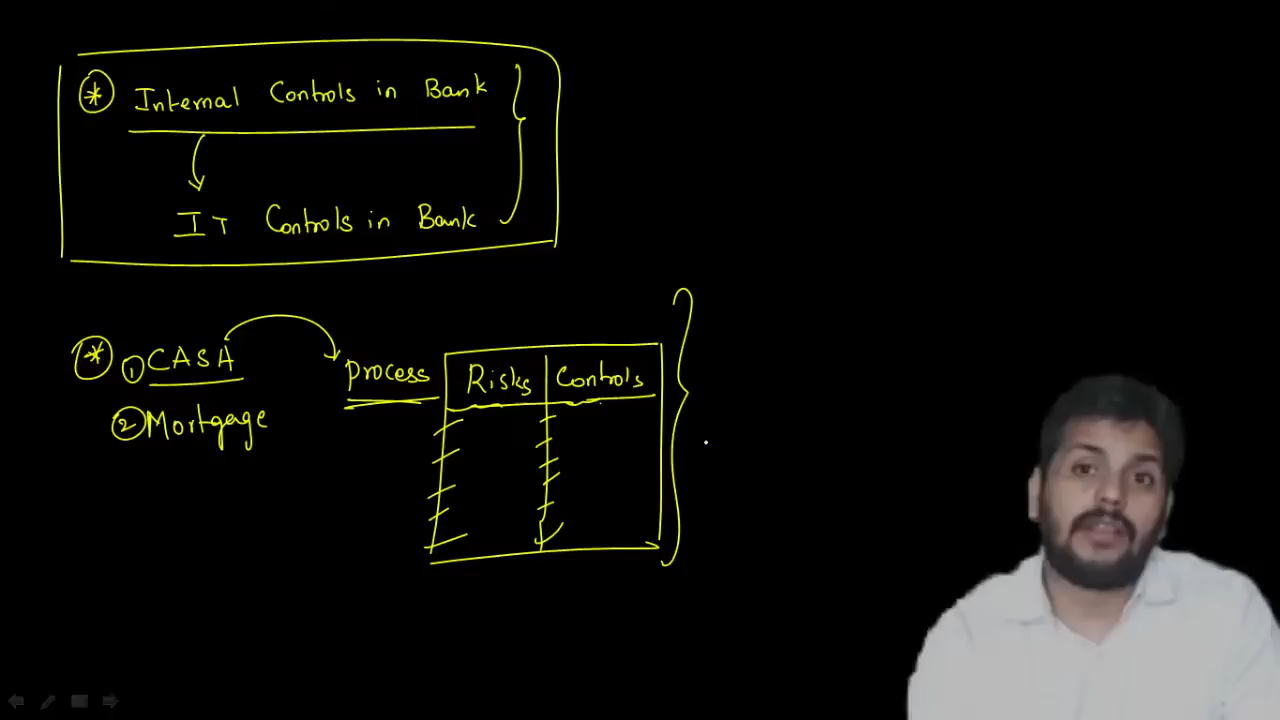 * Internal Controls in Bank
IT Controls in Bank
* ① CASA
② Mortgage
Process
Risks Controls